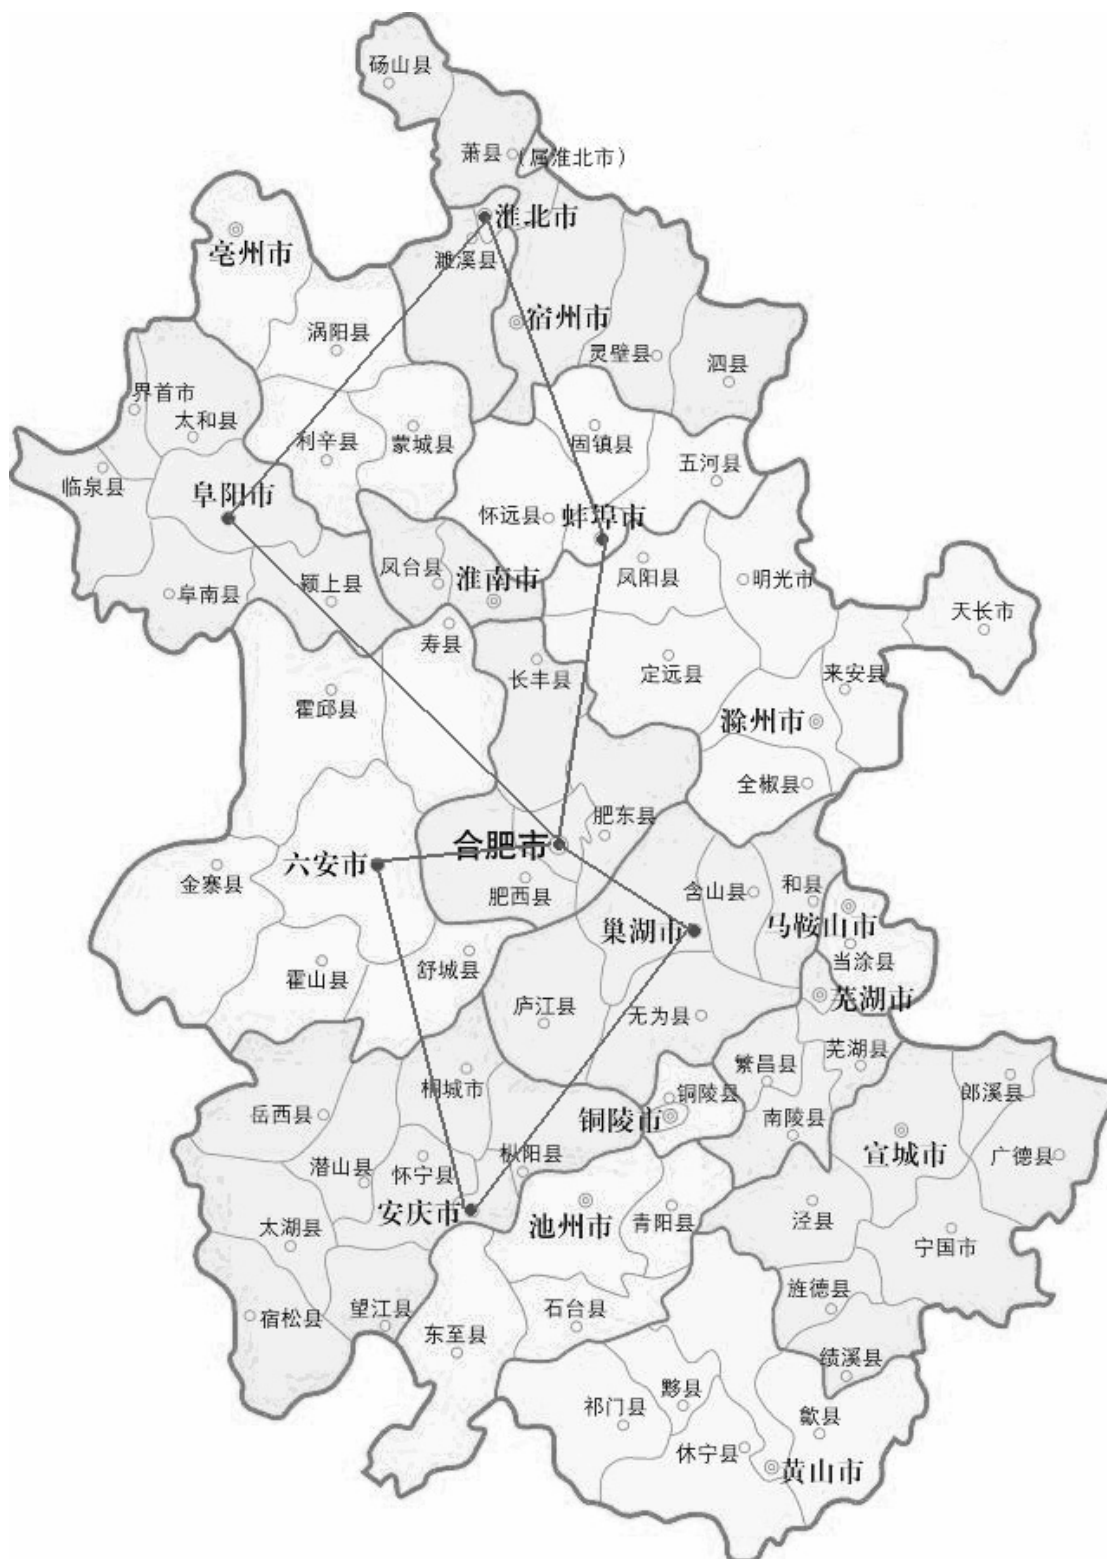 砀山县
萧县
（属淮北市）
淮北市
亳州市
濉溪县
宿州市
涡阳县
灵璧县
泗县
界首市
太和县
利辛县
蒙城县
固镇县
五河县
临泉县
阜阳市
怀远县
蚌埠市
凤台县
淮南市
凤阳县
明光市
阜南县
颍上县
天长市
寿县
长丰县
定远县
来安县
霍邱县
滁州市
全椒县
肥东县
合肥市
六安市
金寨县
肥西县
含山县
和县
巢湖市
马鞍山市
当涂县
舒城县
霍山县
芜湖市
庐江县
无为县
芜湖县
繁昌县
桐城市
铜陵县
郎溪县
岳西县
铜陵市
南陵县
宣城市
广德县
潜山县
怀宁县
枞阳县
安庆市
池州市
青阳县
泾县
太湖县
宁国市
旌德县
宿松县
望江县
东至县
石台县
绩溪县
黟县
祁门县
歙县
休宁县
黄山市